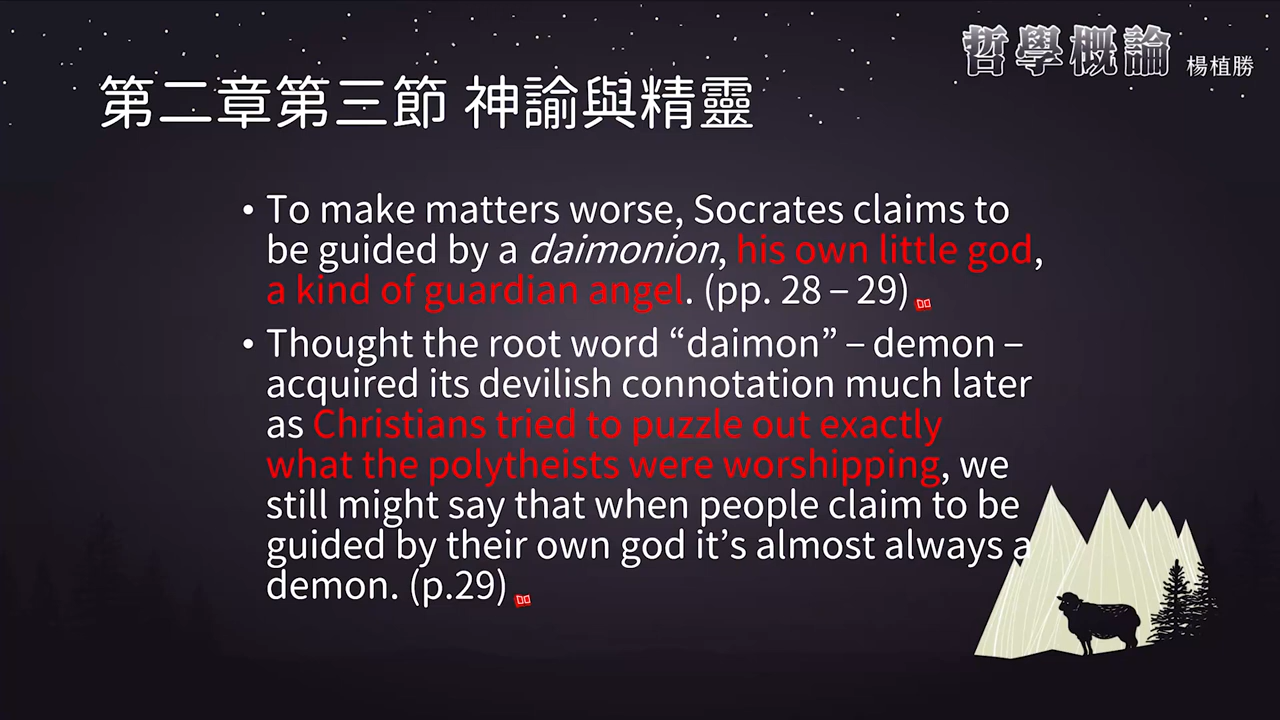 哲學概論 楊植勝
第二章第三節 神諭與精靈
• To make matters worse, Socrates claims to
be guided by a daimonion, his own little god,
a kind of guardian angel. (pp. 28 – 29)
• Thought the root word “daimon” – demon –
acquired its devilish connotation much later
as Christians tried to puzzle out exactly
what the polytheists were worshipping, we
still might say that when people claim to be
guided by their own god it’s almost always a
demon. (p.29)